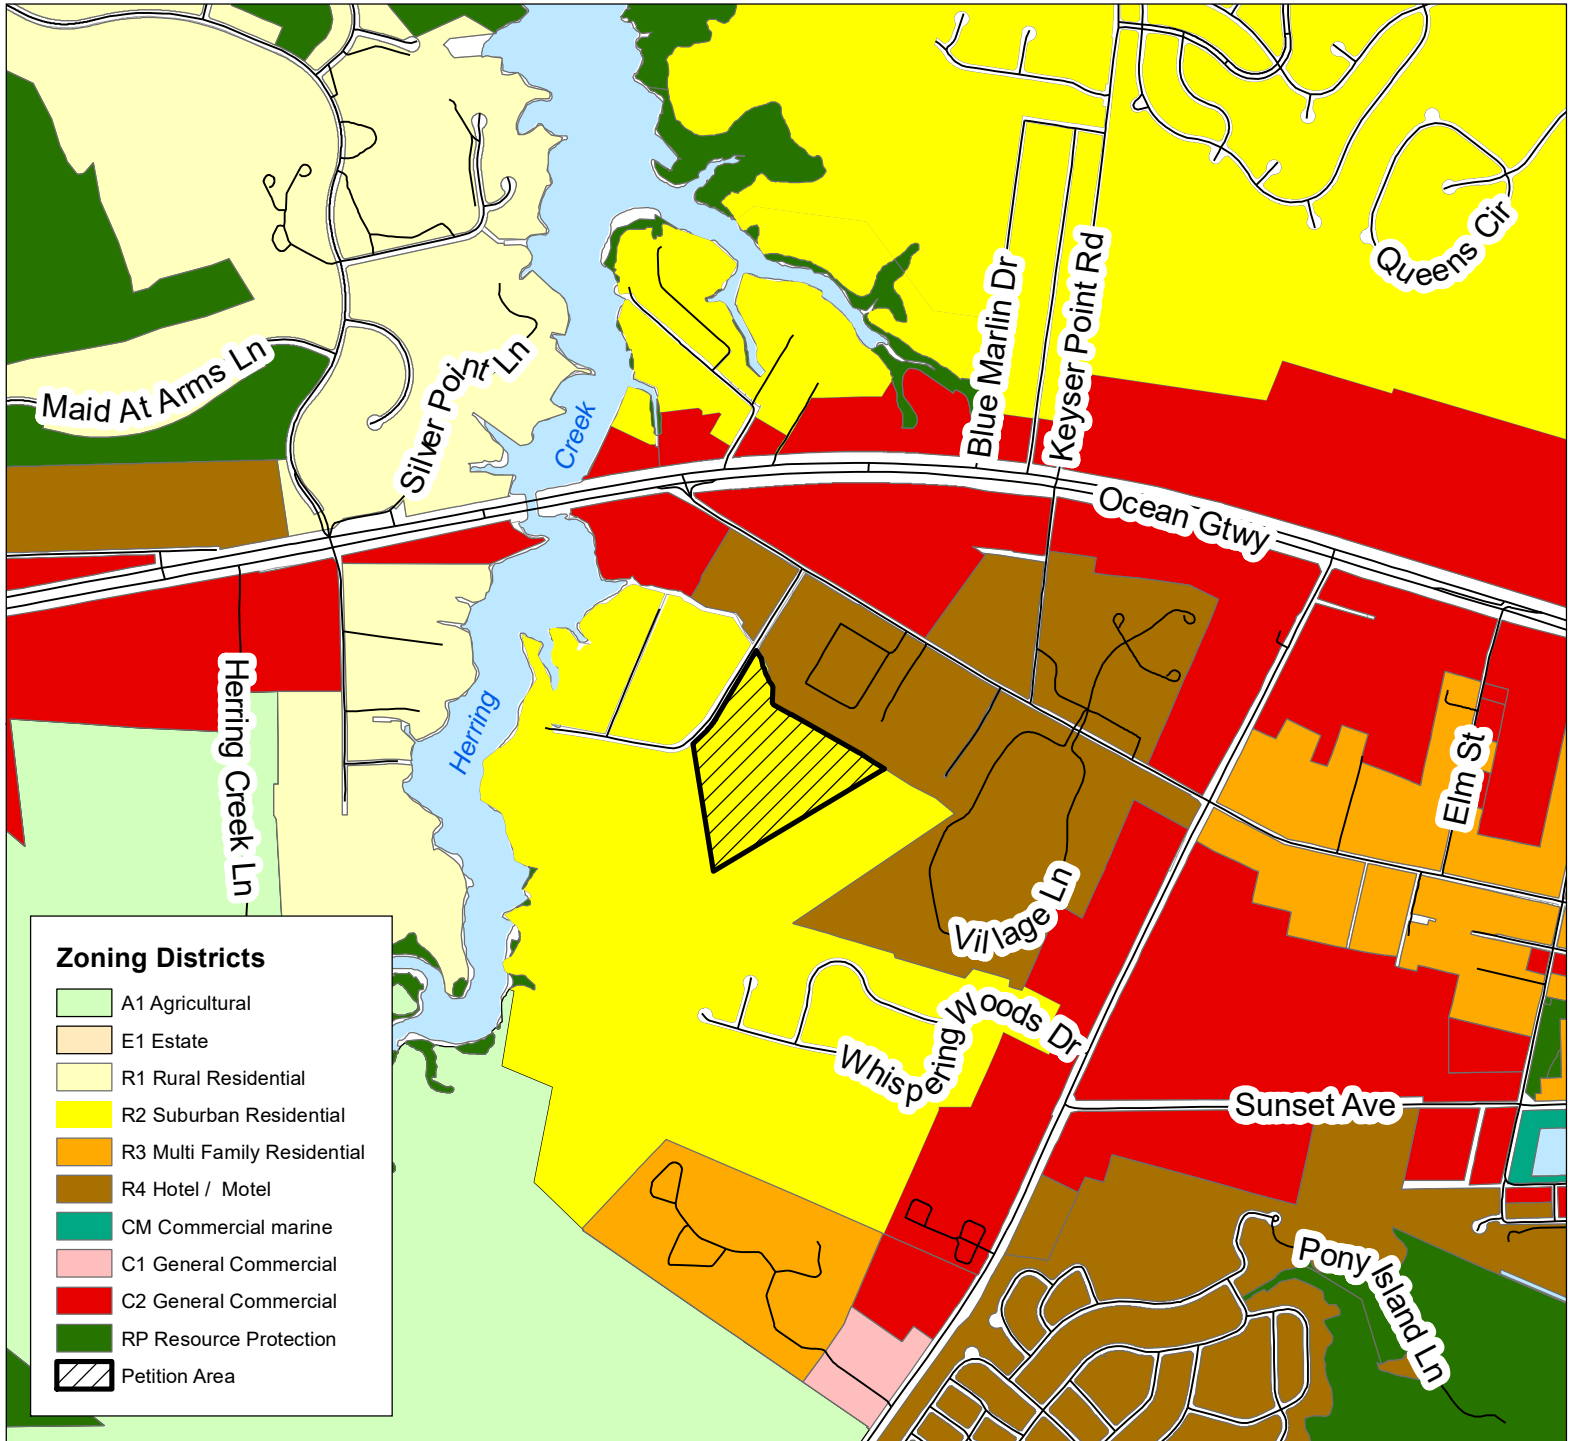 Queens Cir
Blue Marlin Dr
Keyser Point Rd
Maid At Arms Ln
Silver Point Ln
Creek
Ocean Gtwy
Herring Creek Ln
Herring
Elm St
Village Ln
Whispering Woods Dr
Sunset Ave
Pony Island Ln
Zoning Districts
A1 Agricultural
E1 Estate
R1 Rural Residential
R2 Suburban Residential
R3 Multi Family Residential
R4 Hotel / Motel
CM Commercial marine
C1 General Commercial
C2 General Commercial
RP Resource Protection
Petition Area